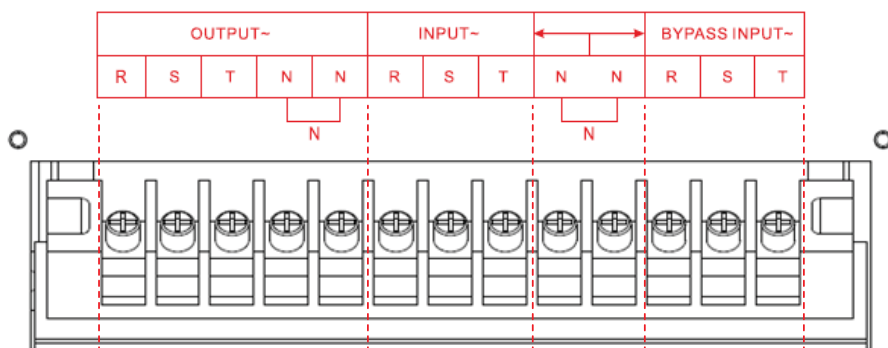 OUTPUT~ INPUT~ BYPASS INPUT~
R S T N N R S T N N R S T
N N